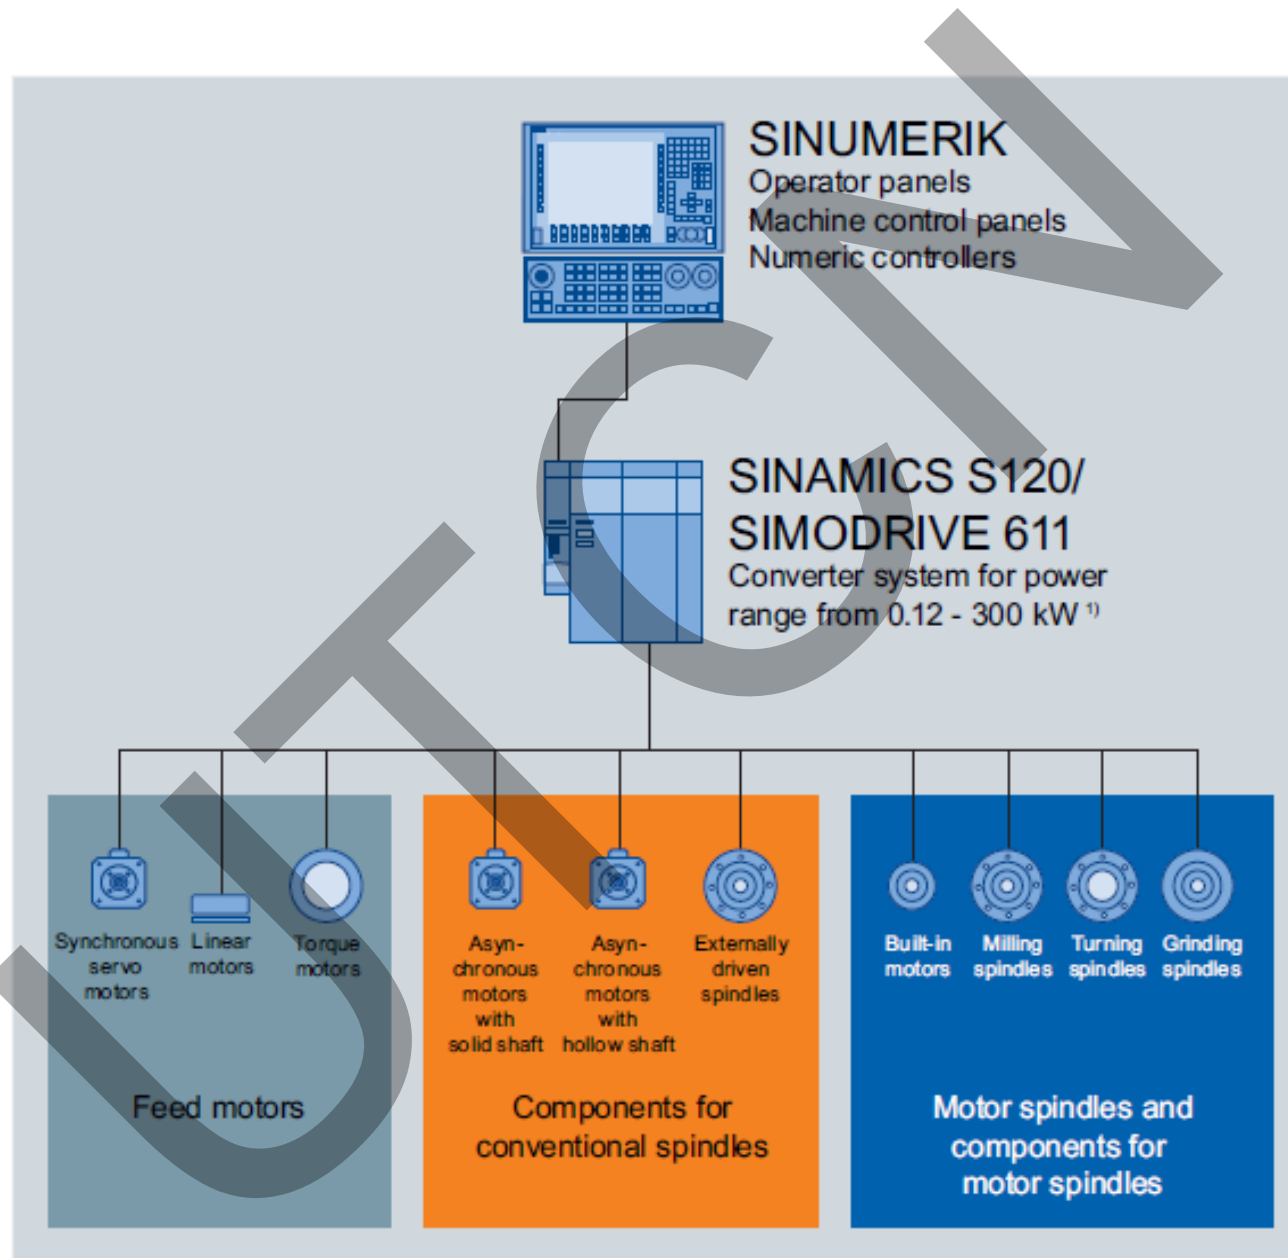 SINUMERIK
Operator panels
Machine control panels
Numeric controllers
SINAMICS S120/
SIMODRIVE 611
Converter system for power
range from 0.12 - 300 kW ¹⁾
Synchronous
servo
motors
Linear
motors
Torque
motors
Feed motors
Asyn-
chronous
motors
with
solid shaft
Asyn-
chronous
motors
with
hollow shaft
Externally
driven
spindles
Components for
conventional spindles
Built-in
motors
Milling
spindles
Turning
spindles
Grinding
spindles
Motor spindles and
components for
motor spindles
UTCN